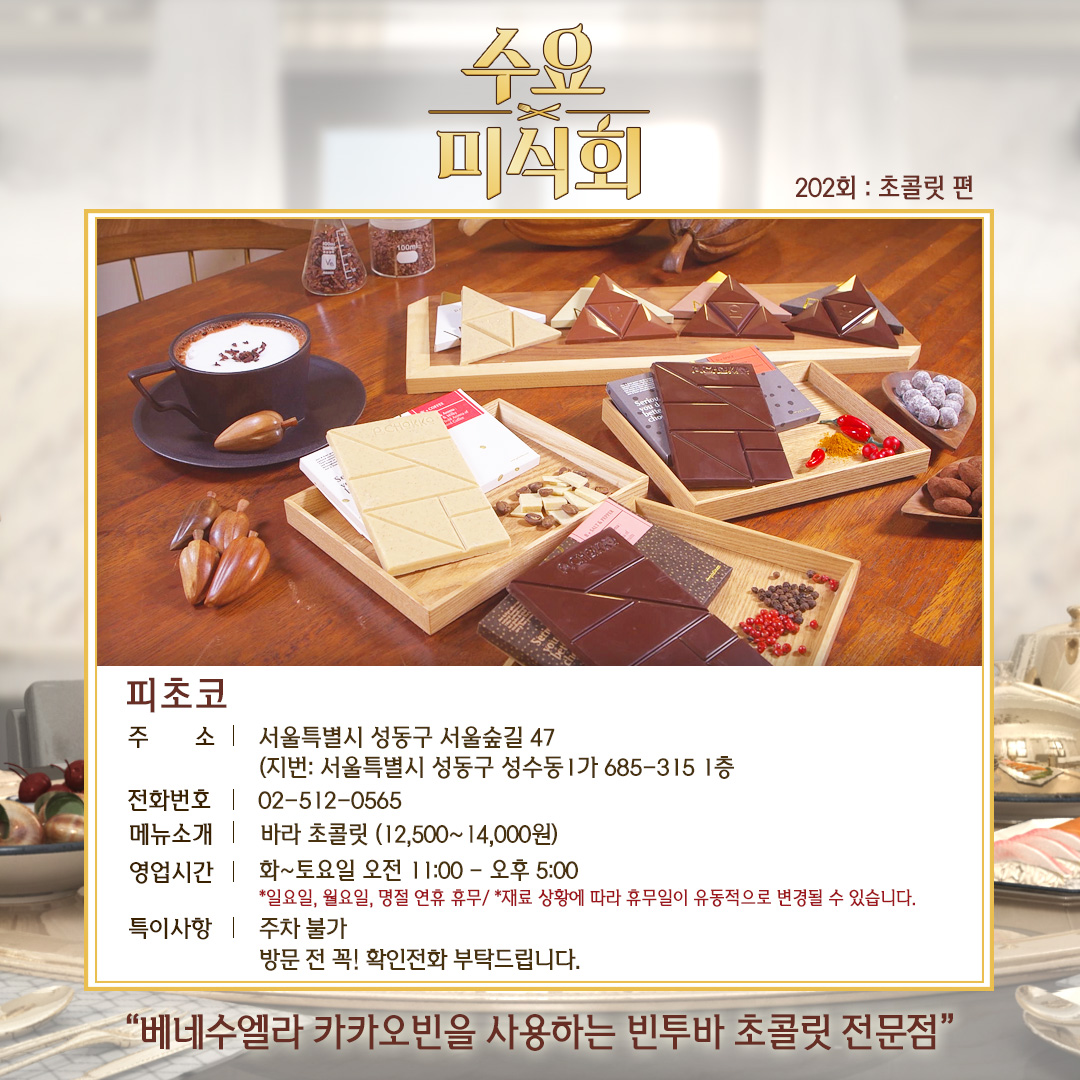 수요
미식회
202회 : 초콜릿 편
100ml
P.CHOKKO
Seriou
you d
bette
cho
SALT & PEPPER
피초코
주 소 | 서울특별시 성동구 서울숲길 47
(지번: 서울특별시 성동구 성수동1가 685-315 1층
전화번호 | 02-512-0565
메뉴소개 | 바라 초콜릿 (12,500~14,000원)
영업시간 | 화~토요일 오전 11:00 - 오후 5:00
*일요일, 월요일, 명절 연휴 휴무/ *재료 상황에 따라 휴무일이 유동적으로 변경될 수 있습니다.
특이사항 | 주차 불가
방문 전 꼭! 확인전화 부탁드립니다.
“베네수엘라 카카오빈을 사용하는 빈투바 초콜릿 전문점”